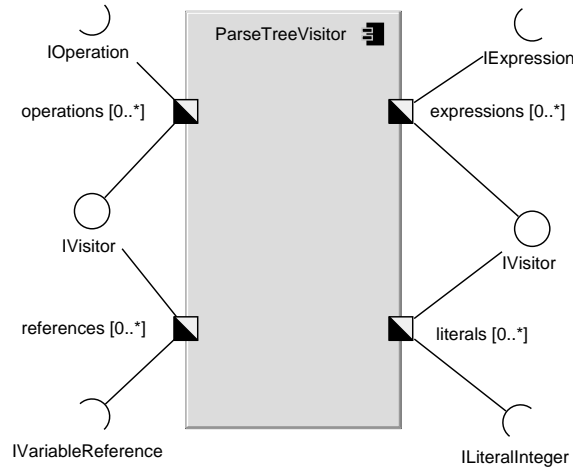 ParseTreeVisitor
IOperation
IExpression
operations [0..*]
expressions [0..*]
IVisitor
IVisitor
references [0..*]
literals [0..*]
IVariableReference
ILiteralInteger